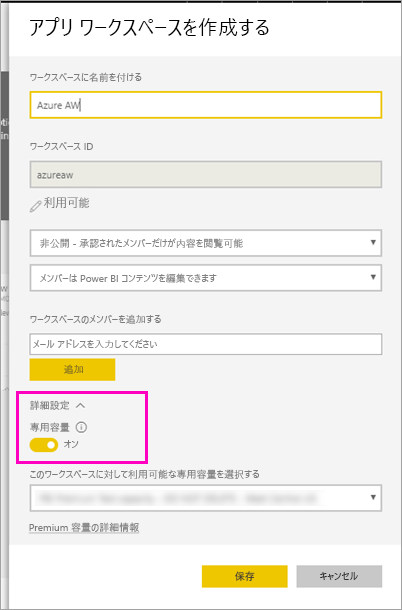 アプリ ワークスペースを作成する
ワークスペースに名前を付ける
Azure AW
ワークスペース ID
azureaw
利用可能
非公開 - 承認されたメンバーだけが内容を閲覧可能
メンバーは Power BI コンテンツを編集できます
ワークスペースのメンバーを追加する
メール アドレスを入力してください
追加
詳細設定
専用容量
オン
このワークスペースに対して利用可能な専用容量を選択する
Premium 容量の詳細情報
保存
キャンセル